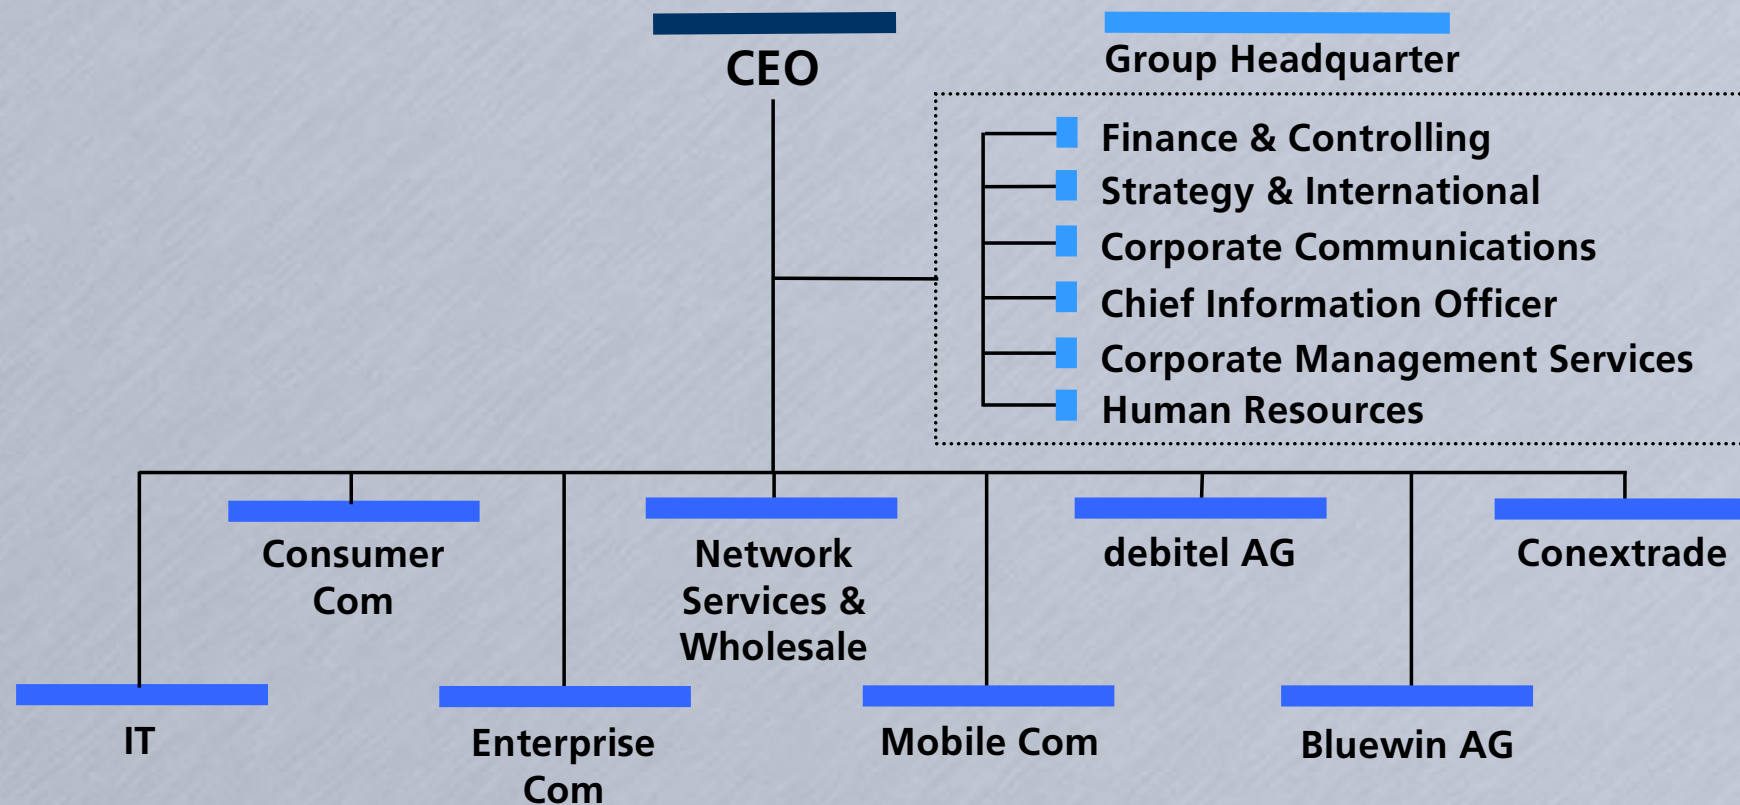 CEO
Group Headquarter
Finance & Controlling
Strategy & International
Corporate Communications
Chief Information Officer
Corporate Management Services
Human Resources
Consumer
Com
Network
Services &
Wholesale
debitel AG
Conextrade
IT
Enterprise
Com
Mobile Com
Bluewin AG